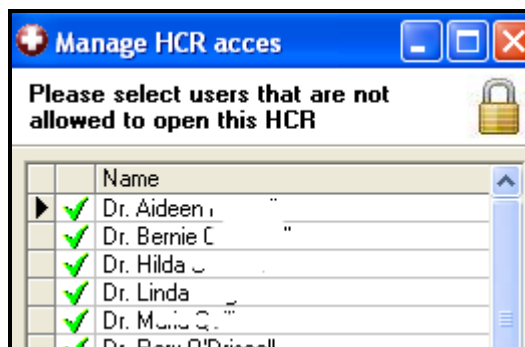 Manage HCR acces
Please select users that are not
allowed to open this HCR
Name
Dr. Aideen
Dr. Bernie
Dr. Hilda
Dr. Linda
Dr.
Dr.